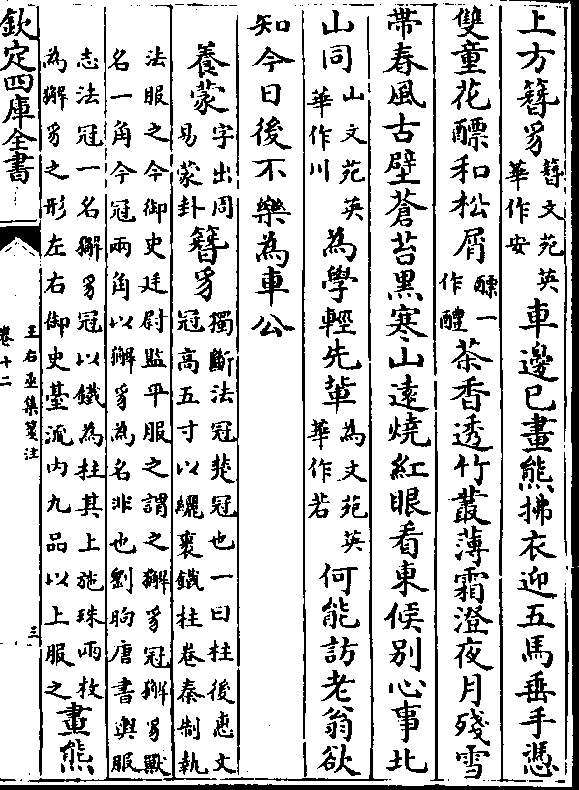 上方簪豸簪文苑英華作安車邊已畫熊拂衣迎五馬垂手憑
雙童花醥和松屑醥一作醴茶香透竹叢薄霜澄夜月殘雪
帶春風古壁蒼苔黑寒山遠燒紅眼看東候別心事北
山同山文苑英華作川為學輕先輩為文苑英華作若何能訪老翁欲
知今日後不樂為車公
養蒙字出周易蒙卦簪豸獨斷法冠楚冠也一曰柱後惠文冠高五寸以纚裹鐵柱卷秦制執
法服之今御史廷尉監平服之謂之獬豸冠獬豸獸名一角今冠兩角以獬豸為名非也劉昫唐書輿服
志法冠一名獬豸冠以鐵為柱其上施珠兩枚為獬豸之形左右御史臺流內九品以上服之畫熊
欽定四庫全書
王右丞集箋注
卷十二
三